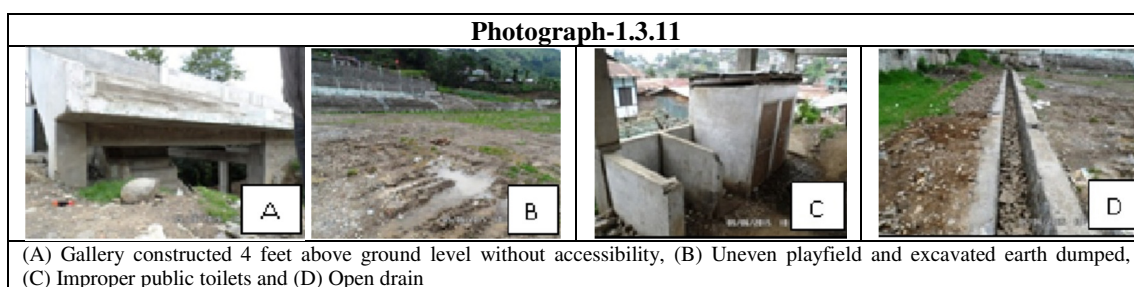 Photograph-1.3.11
A
B
C
D
(A) Gallery constructed 4 feet above ground level without accessibility, (B) Uneven playfield and excavated earth dumped,
(C) Improper public toilets and (D) Open drain